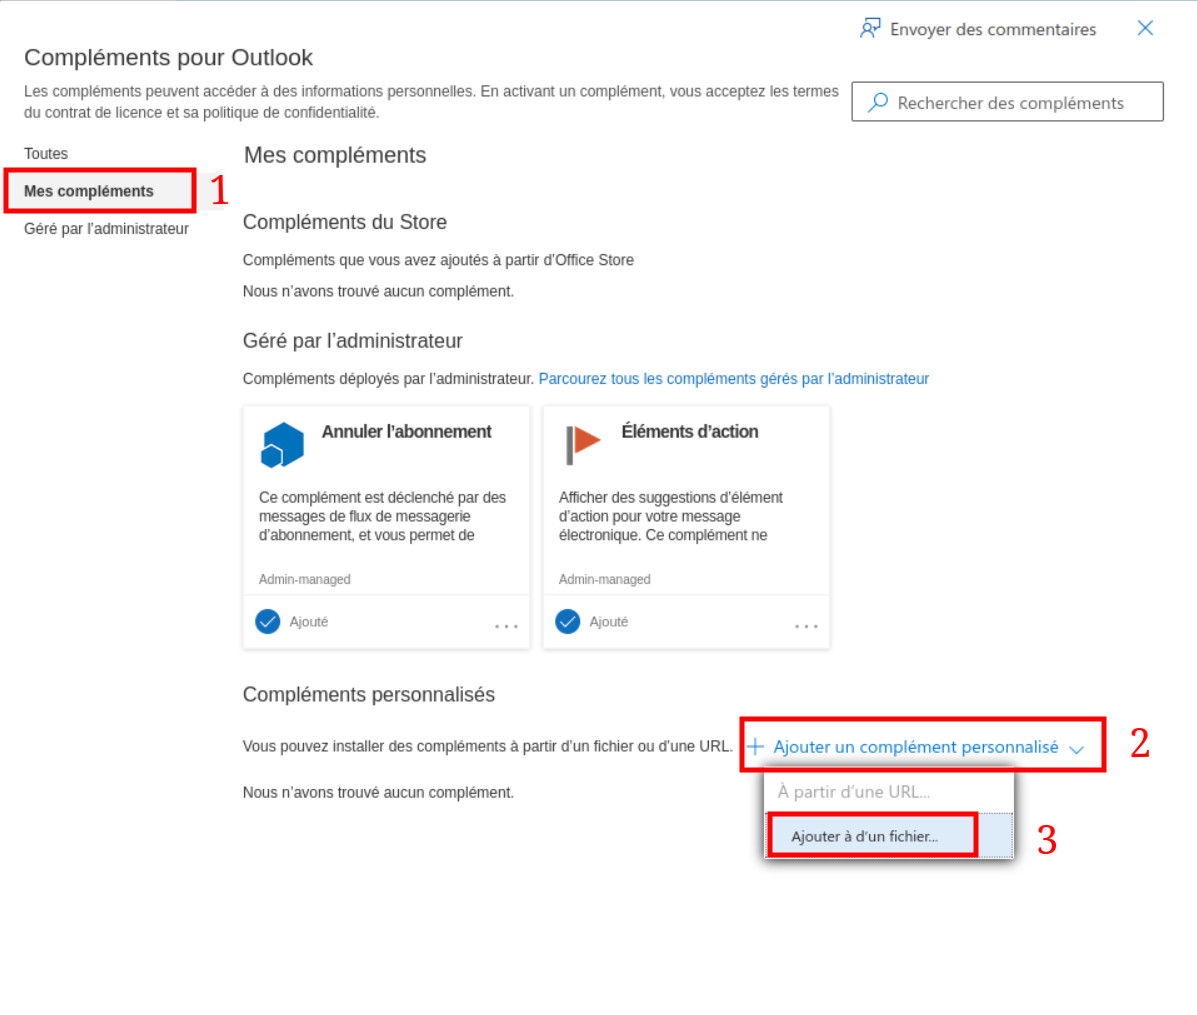 Envoyer des commentaires
Compléments pour Outlook
Les compléments peuvent accéder à des informations personnelles. En activant un complément, vous acceptez les termes
du contrat de licence et sa politique de confidentialité.
Rechercher des compléments
Toutes
Mes compléments
Mes compléments 1
Géré par l’administrateur
Compléments du Store
Compléments que vous avez ajoutés à partir d’Office Store
Nous n’avons trouvé aucun complément.
Géré par l’administrateur
Compléments déployés par l’administrateur. Parcourez tous les compléments gérés par l’administrateur
Annuler l’abonnement
Ce complément est déclenché par des
messages de flux de messagerie
d’abonnement, et vous permet de
Admin-managed
Ajouté
Éléments d’action
Afficher des suggestions d’élément
d’action pour votre message
électronique. Ce complément ne
Admin-managed
Ajouté
Compléments personnalisés
Vous pouvez installer des compléments à partir d’un fichier ou d’une URL. Ajouter un complément personnalisé 2
Nous n’avons trouvé aucun complément.
À partir d’une URL...
Ajouter à d’un fichier... 3